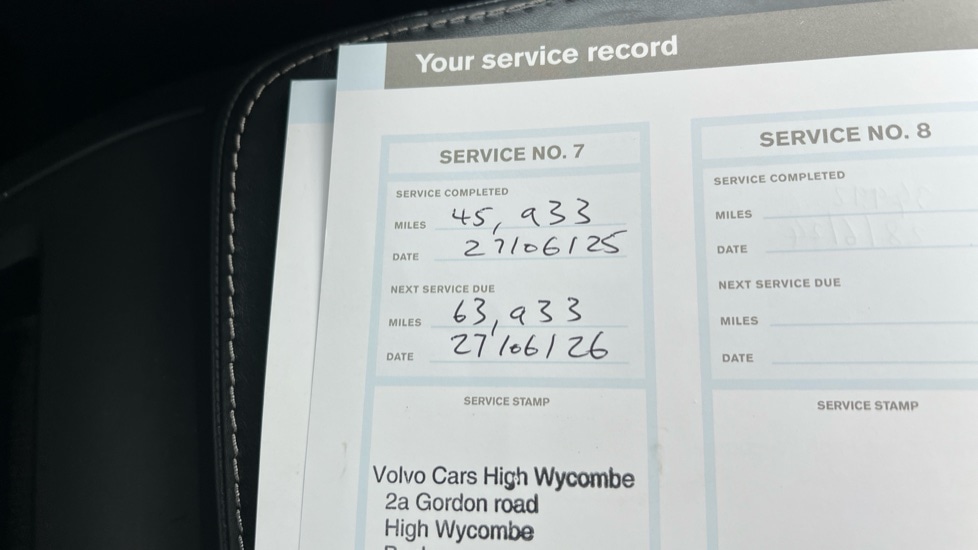 Your service record
SERVICE NO. 7
SERVICE COMPLETED
MILES 45,933
DATE 27/06/25
NEXT SERVICE DUE
MILES 63,933
DATE 27/06/26
SERVICE STAMP
Volvo Cars High Wycombe
2a Gordon road
High Wycombe
SERVICE NO. 8
SERVICE COMPLETED
MILES
DATE
NEXT SERVICE DUE
MILES
DATE
SERVICE STAMP